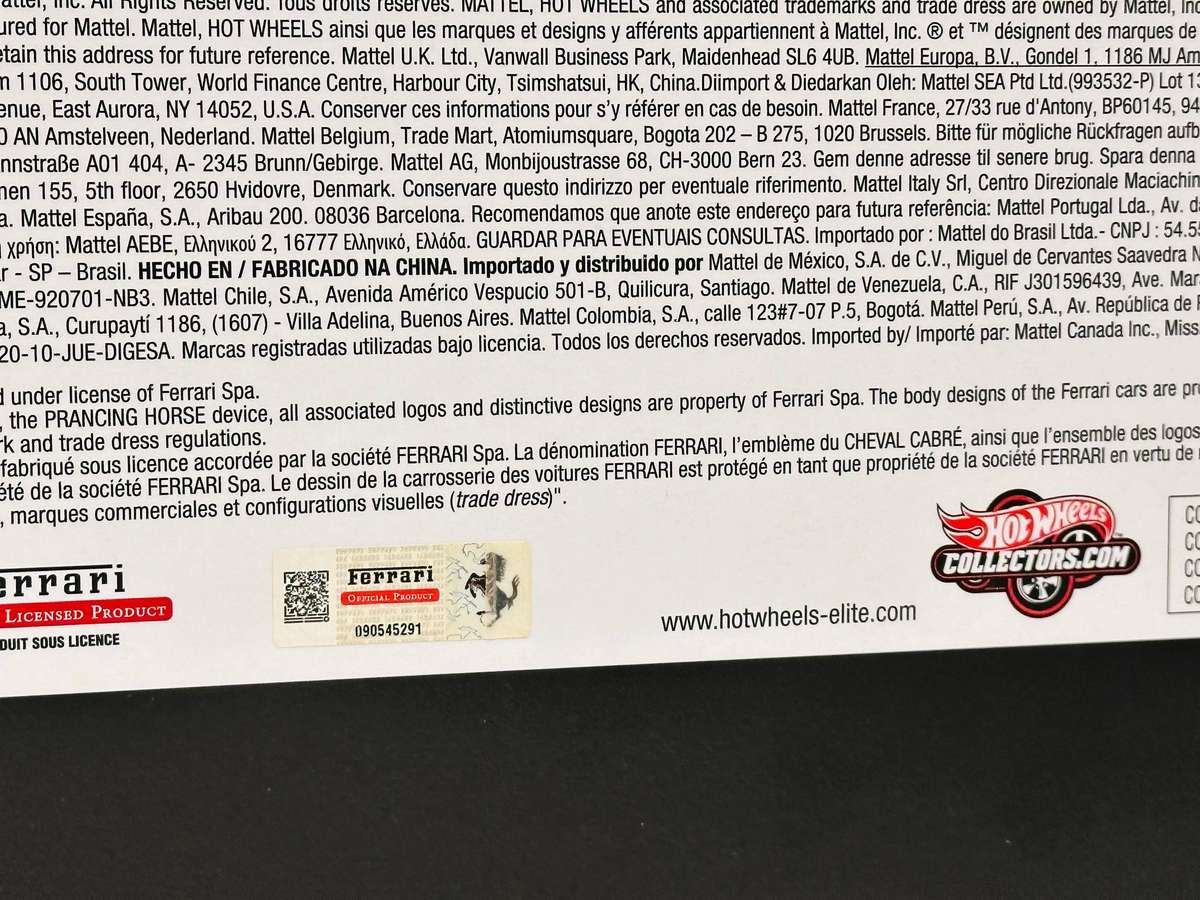 Mattel, Inc. All Rights Reserved. Tous droits réservés. MATTEL, HOT WHEELS and associated trademarks and trade dress are owned by Mattel, Inc
ured for Mattel. Mattel, HOT WHEELS ainsi que les marques et designs y afférents appartiennent à Mattel, Inc. ® et ™ désignent des marques de
etain this address for future reference. Mattel U.K. Ltd., Vanwall Business Park, Maidenhead SL6 4UB. Mattel Europa, B.V., Gondel 1, 1186 MJ Am
m 1106, South Tower, World Finance Centre, Harbour City, Tsimshatsui, HK, China.Diimport & Diedarkan Oleh: Mattel SEA Ptd Ltd.(993532-P) Lot 13
enue, East Aurora, NY 14052, U.S.A. Conserver ces informations pour s'y référer en cas de besoin. Mattel France, 27/33 rue d'Antony, BP60145, 94
0 AN Amstelveen, Nederland. Mattel Belgium, Trade Mart, Atomiumsquare, Bogota 202 – B 275, 1020 Brussels. Bitte für mögliche Rückfragen aufb
nnstraße A01 404, A- 2345 Brunn/Gebirge. Mattel AG, Monbijoustrasse 68, CH-3000 Bern 23. Gem denne adresse til senere brug. Spara denna
nen 155, 5th floor, 2650 Hvidovre, Denmark. Conservare questo indirizzo per eventuale riferimento. Mattel Italy Srl, Centro Direzionale Maciachin
a. Mattel España, S.A., Aribau 200. 08036 Barcelona. Recomendamos que anote este endereço para futura referência: Mattel Portugal Lda., Av. da
η χρήση: Mattel AEBE, Ελληνικού 2, 16777 Ελληνικό, Ελλάδα. GUARDAR PARA EVENTUAIS CONSULTAS. Importado por : Mattel do Brasil Ltda.- CNPJ : 54.55
ar - SP – Brasil. HECHO EN / FABRICADO NA CHINA. Importado y distribuido por Mattel de México, S.A. de C.V., Miguel de Cervantes Saavedra N
ME-920701-NB3. Mattel Chile, S.A., Avenida Américo Vespucio 501-B, Quilicura, Santiago. Mattel de Venezuela, C.A., RIF J301596439, Ave. Mar
a, S.A., Curupaytí 1186, (1607) - Villa Adelina, Buenos Aires. Mattel Colombia, S.A., calle 123#7-07 P.5, Bogotá. Mattel Perú, S.A., Av. República de P
20-10-JUE-DIGESA. Marcas registradas utilizadas bajo licencia. Todos los derechos reservados. Imported by/ Importé par: Mattel Canada Inc., Miss
d under license of Ferrari Spa.
, the PRANCING HORSE device, all associated logos and distinctive designs are property of Ferrari Spa. The body designs of the Ferrari cars are pro
rk and trade dress regulations.
fabriqué sous licence accordée par la société FERRARI Spa. La dénomination FERRARI, l'emblème du CHEVAL CABRÉ, ainsi que l'ensemble des logos
été de la société FERRARI Spa. Le dessin de la carrosserie des voitures FERRARI est protégé en tant que propriété de la société FERRARI en vertu de
, marques commerciales et configurations visuelles (trade dress)".
Ferrari
LICENSED PRODUCT
DUIT SOUS LICENCE
Ferrari
OFFICIAL PRODUCT
090545291
www.hotwheels-elite.com
HOT WHEELS
COLLECTORS.COM
CO
CO
CO
CO